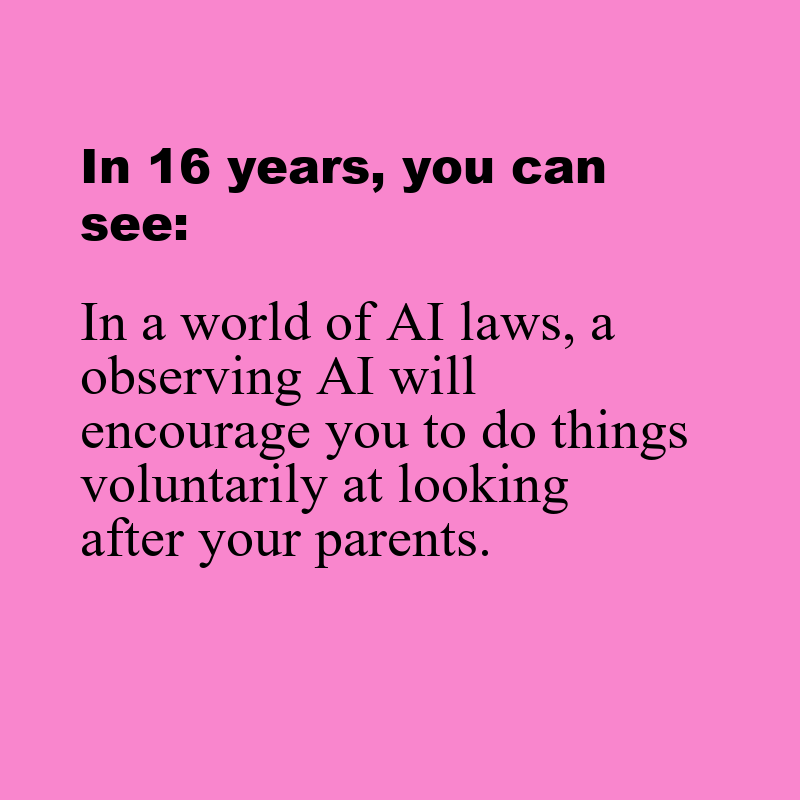 In 16 years, you can
see:
In a world of AI laws, a
observing AI will
encourage you to do things
voluntarily at looking
after your parents.